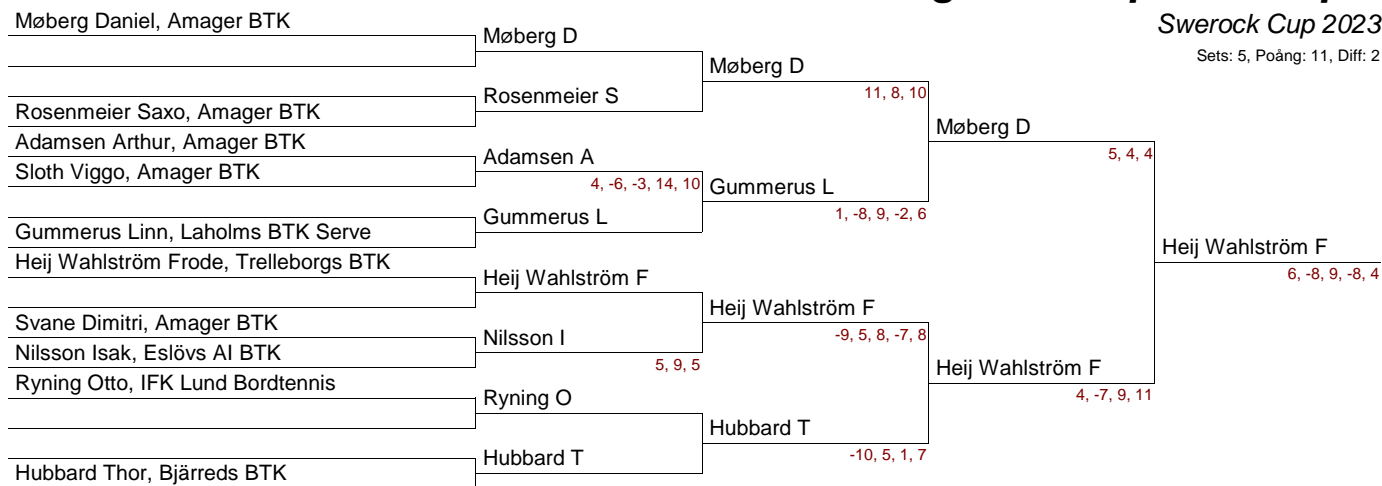 Møberg Daniel, Amager BTK
Rosenmeier Saxo, Amager BTK
Adamsen Arthur, Amager BTK
Sloth Viggo, Amager BTK
Gummerus Linn, Laholms BTK Serve
Heij Wahlström Frode, Trelleborgs BTK
Svane Dimitri, Amager BTK
Nilsson Isak, Eslövs AI BTK
Ryning Otto, IFK Lund Bordtennis
Hubbard Thor, Bjärreds BTK
Møberg D
Rosenmeier S
Adamsen A
4, -6, -3, 14, 10
Gummerus L
Heij Wahlström F
Nilsson I
5, 9, 5
Ryning O
Hubbard T
Møberg D
11, 8, 10
Gummerus L
1, -8, 9, -2, 6
Heij Wahlström F
-9, 5, 8, -7, 8
Hubbard T
-10, 5, 1, 7
Møberg D
5, 4, 4
Heij Wahlström F
4, -7, 9, 11
Swerock Cup 2023
Sets: 5, Poång: 11, Diff: 2
Heij Wahlström F
6, -8, 9, -8, 4